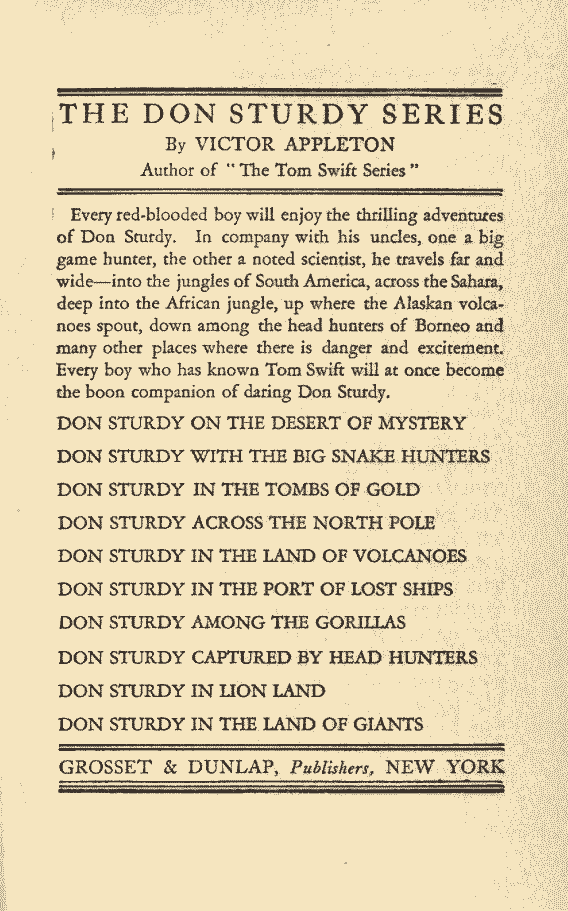 THE DON STURDY SERIES
By VICTOR APPLETON
Author of "The Tom Swift Series"
Every red-blooded boy will enjoy the thrilling adventures
of Don Sturdy. In company with his uncles, one a big
game hunter, the other a noted scientist, he travels far and
wide—into the jungles of South America, across the Sahara,
deep into the African jungle, up where the Alaskan volca-
noes spout, down among the head hunters of Borneo and
many other places where there is danger and excitement.
Every boy who has known Tom Swift will at once become
the boon companion of daring Don Sturdy.
DON STURDY ON THE DESERT OF MYSTERY
DON STURDY WITH THE BIG SNAKE HUNTERS
DON STURDY IN THE TOMBS OF GOLD
DON STURDY ACROSS THE NORTH POLE
DON STURDY IN THE LAND OF VOLCANOES
DON STURDY IN THE PORT OF LOST SHIPS
DON STURDY AMONG THE GORILLAS
DON STURDY CAPTURED BY HEAD HUNTERS
DON STURDY IN LION LAND
DON STURDY IN THE LAND OF GIANTS
GROSSET & DUNLAP, Publishers, NEW YORK